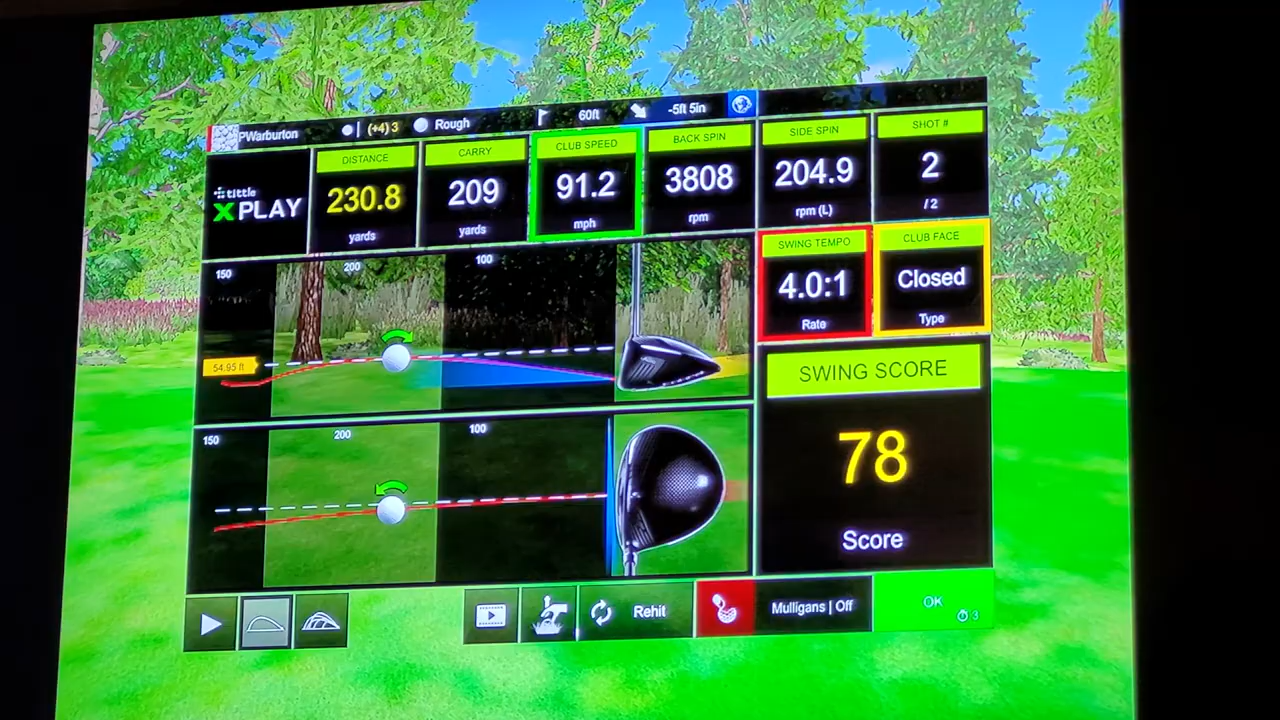 PWarburton (+4) 3 Rough 60ft -5ft 5in
tittle
X PLAY
DISTANCE
230.8
yards
CARRY
209
yards
CLUB SPEED
91.2
mph
BACK SPIN
3808
rpm
SIDE SPIN
204.9
rpm (L)
SHOT #
2
/ 2
SWING TEMPO
4.0:1
Rate
CLUB FACE
Closed
Type
150 200 100
54.95 ft
150 200 100
SWING SCORE
78
Score
Rehit
Mulligans | Off
OK
3